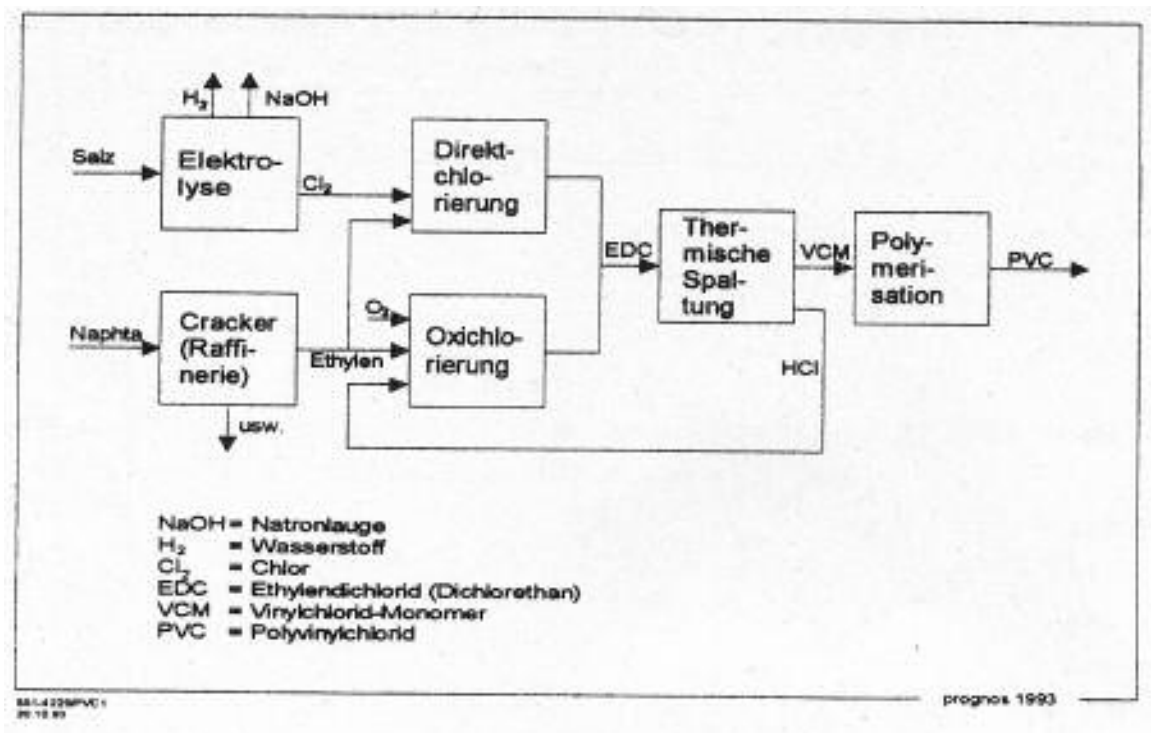 H₂
NaOH
Salz
Elektro-
lyse
Cl₂
Direkt-
chlo-
rierung
EDC
Ther-
mische
Spal-
tung
VCM
Poly-
meri-
sation
PVC
Naphta
Cracker
(Raffi-
nerie)
Ethylen
O₂
Oxichlo-
rierung
HCl
usw.
NaOH = Natronlauge
H₂ = Wasserstoff
Cl₂ = Chlor
EDC = Ethylendichlorid (Dichlorethan)
VCM = Vinylchlorid-Monomer
PVC = Polyvinylchlorid
prognos 1993